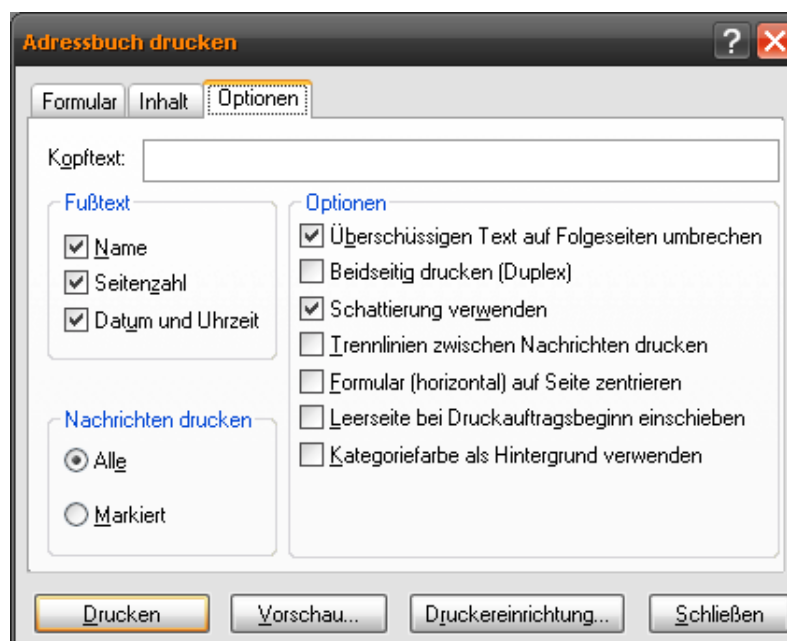 Adressbuch drucken
Formular
Inhalt
Optionen
Kopftext:
Fußtext
Name
Seitenzahl
Datum und Uhrzeit
Nachrichten drucken
Alle
Markiert
Optionen
Überschüssigen Text auf Folgeseiten umbrechen
Beidseitig drucken (Duplex)
Schattierung verwenden
Trennlinien zwischen Nachrichten drucken
Formular (horizontal) auf Seite zentrieren
Leerseite bei Druckauftragsbeginn einschieben
Kategoriefarbe als Hintergrund verwenden
Drucken
Vorschau...
Druckereinrichtung...
Schließen